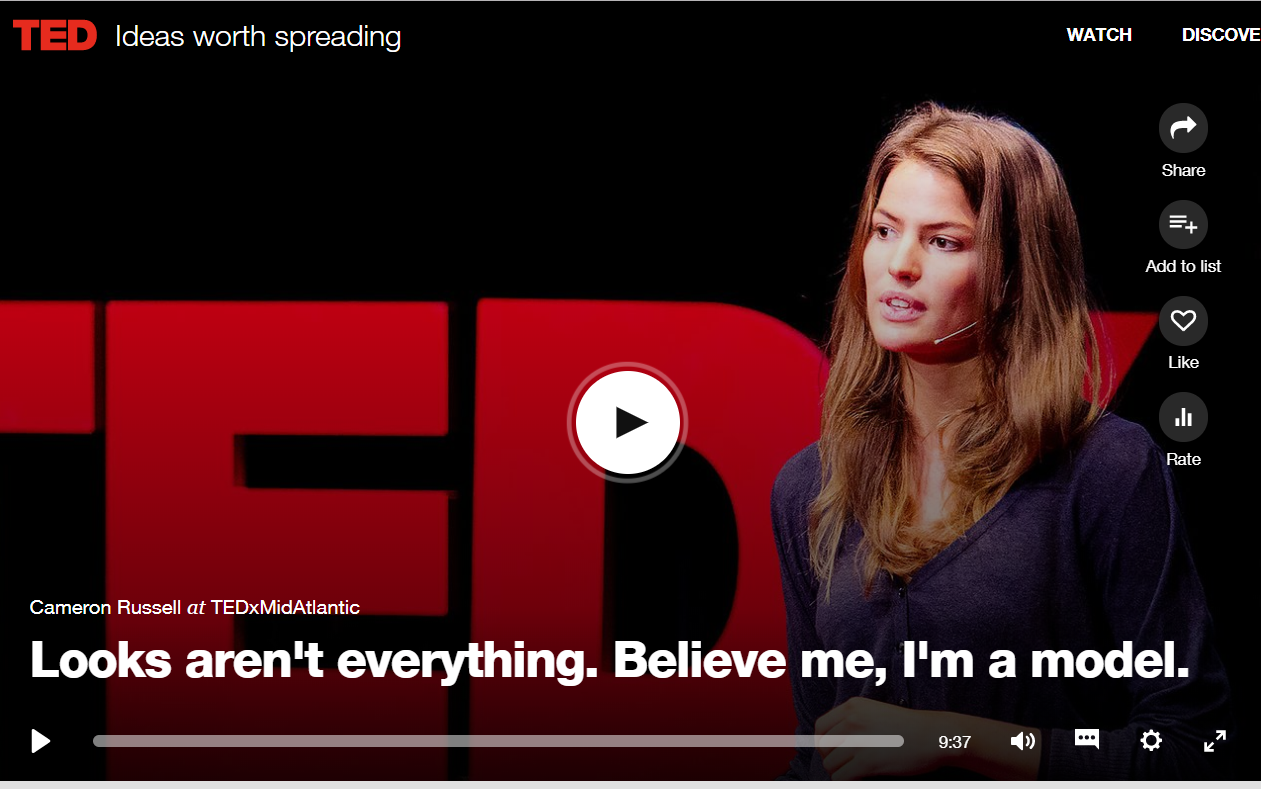 TED Ideas worth spreading WATCH DISCOVE
Share
Add to list
Like
Rate
TEDx
Cameron Russell at TEDxMidAtlantic
Looks aren't everything. Believe me, I'm a model.
9:37